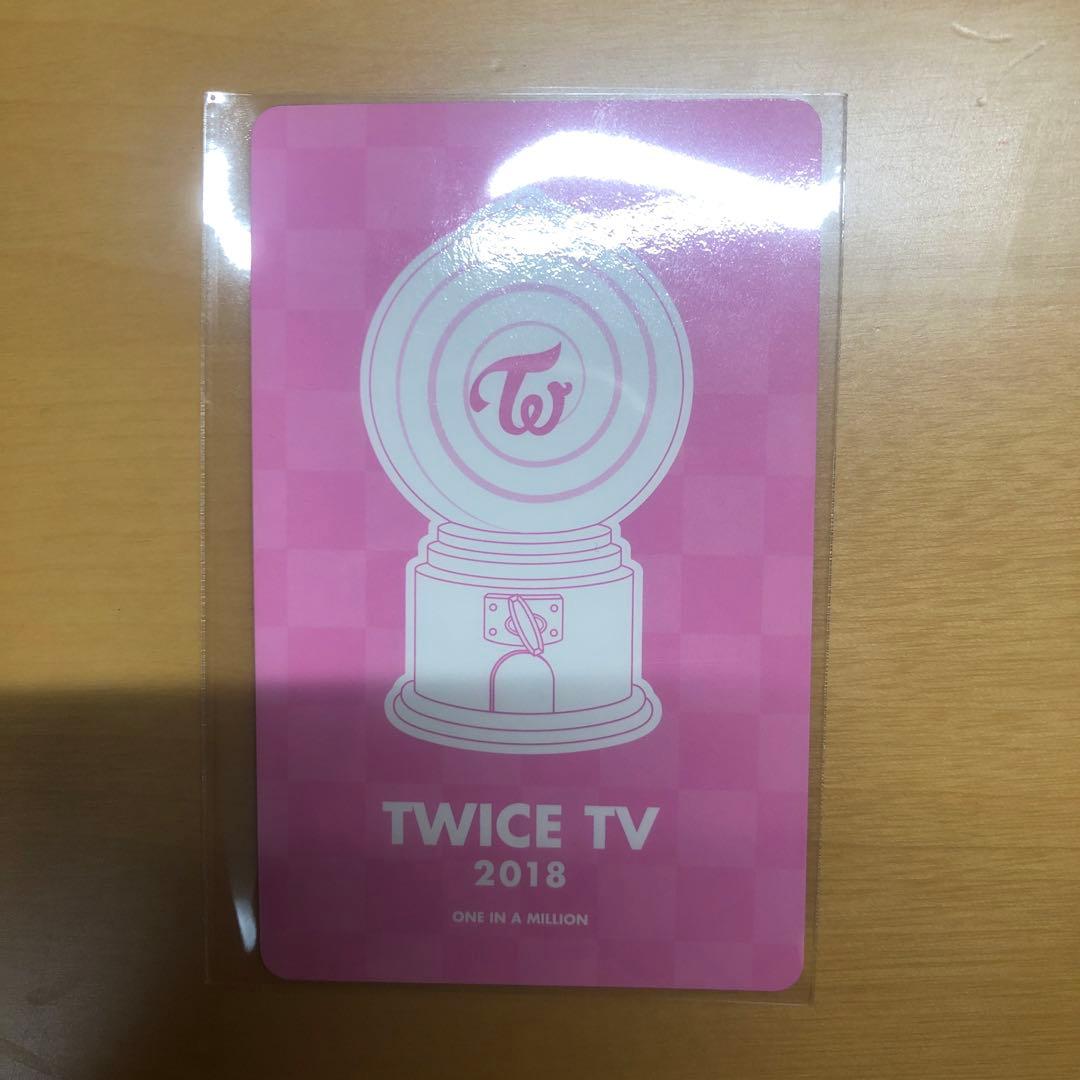 TW
TWICE TV
2018
ONE IN A MILLION